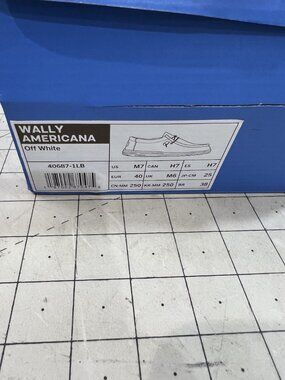 WALLY
AMERICANA
Off White
40687-1LB
US M7 CAN H7 ES H7
EUR 40 UK M6 JP-CM 25
CN-MM 250 KR-MM 250 BR 38